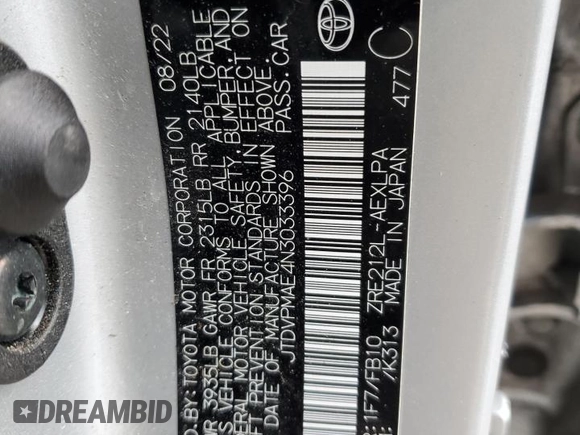 D.BY: TOYOTA MOTOR CORPORATION 08/22
WR 3935LB GAWR FR 2315LB RR 2140LB
S VEHICLE CONFORMS TO ALL APPLICABLE
ERAL MOTOR VEHICLE SAFETY, BUMPER, AND
FT PREVENTION STANDARDS IN EFFECT ON
DATE OF MANUFACTURE SHOWN ABOVE.
JTDVPMAE4N3033396 PASS.CAR
:1F7/FB10 ZRE212L-AEXLPA
/K313 MADE IN JAPAN 477 C
DREAMBID